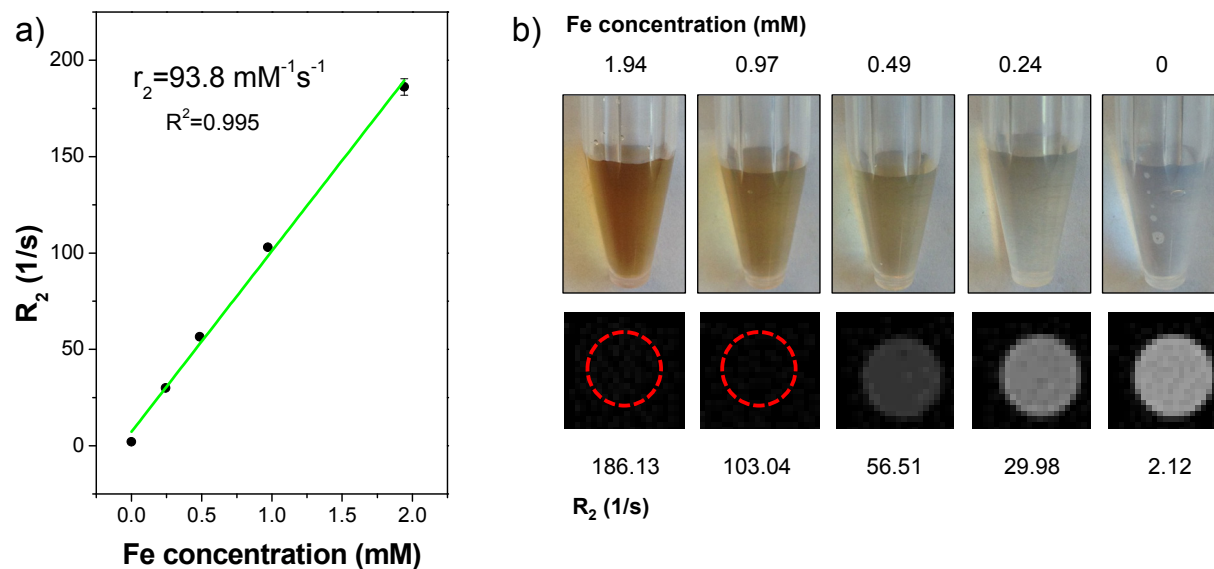 a)
200
150
100
50
0
R₂ (1/s)
r₂=93.8 mM⁻¹s⁻¹
R²=0.995
0.0 0.5 1.0 1.5 2.0
Fe concentration (mM)
b)
Fe concentration (mM)
1.94 0.97 0.49 0.24 0
186.13 103.04 56.51 29.98 2.12
R₂ (1/s)